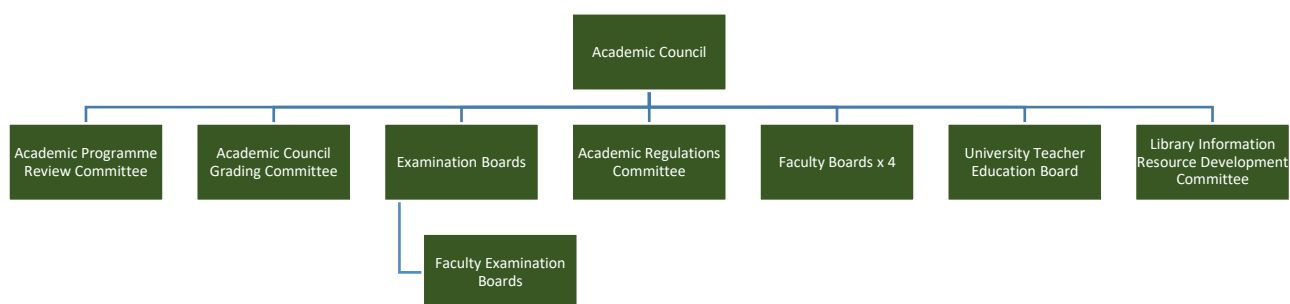 Academic Council
Academic Programme
Review Committee
Academic Council
Grading Committee
Examination Boards
Academic Regulations
Committee
Faculty Boards x 4
University Teacher
Education Board
Library Information
Resource Development
Committee
Faculty Examination
Boards